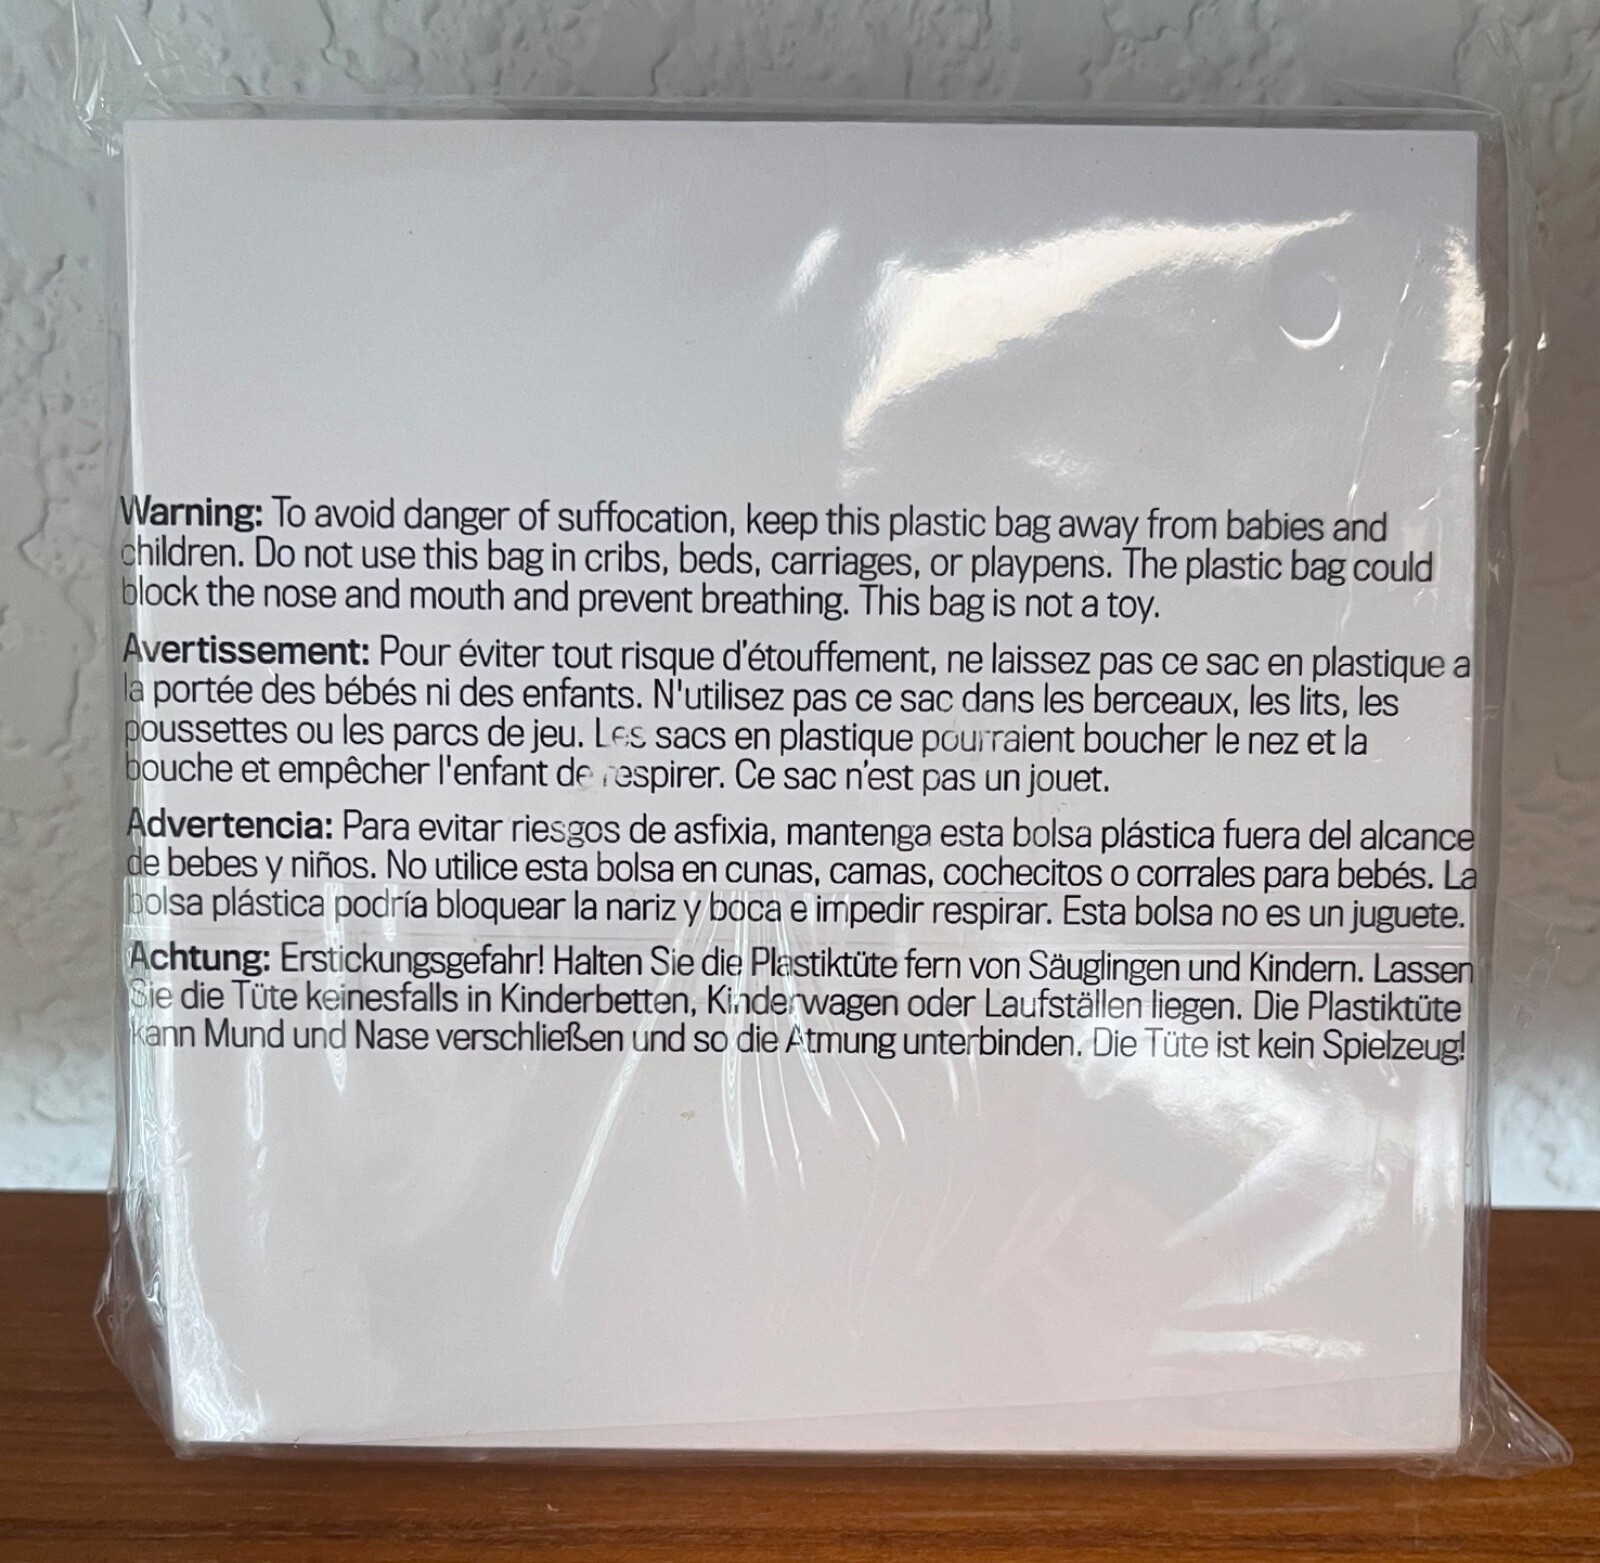 Warning: To avoid danger of suffocation, keep this plastic bag away from babies and
children. Do not use this bag in cribs, beds, carriages, or playpens. The plastic bag could
block the nose and mouth and prevent breathing. This bag is not a toy.
Avertissement: Pour éviter tout risque d'étouffement, ne laissez pas ce sac en plastique a
la portée des bébés ni des enfants. N'utilisez pas ce sac dans les berceaux, les lits, les
poussettes ou les parcs de jeu. Les sacs en plastique pourraient boucher le nez et la
bouche et empêcher l'enfant de respirer. Ce sac n'est pas un jouet.
Advertencia: Para evitar riesgos de asfixia, mantenga esta bolsa plástica fuera del alcance
de bebes y niños. No utilice esta bolsa en cunas, camas, cochecitos o corrales para bebés. La
bolsa plástica podría bloquear la nariz y boca e impedir respirar. Esta bolsa no es un juguete.
Achtung: Erstickungsgefahr! Halten Sie die Plastiktüte fern von Säuglingen und Kindern. Lassen
Sie die Tüte keinesfalls in Kinderbetten, Kinderwagen oder Laufställen liegen. Die Plastiktüte
kann Mund und Nase verschließen und so die Atmung unterbinden. Die Tüte ist kein Spielzeug!